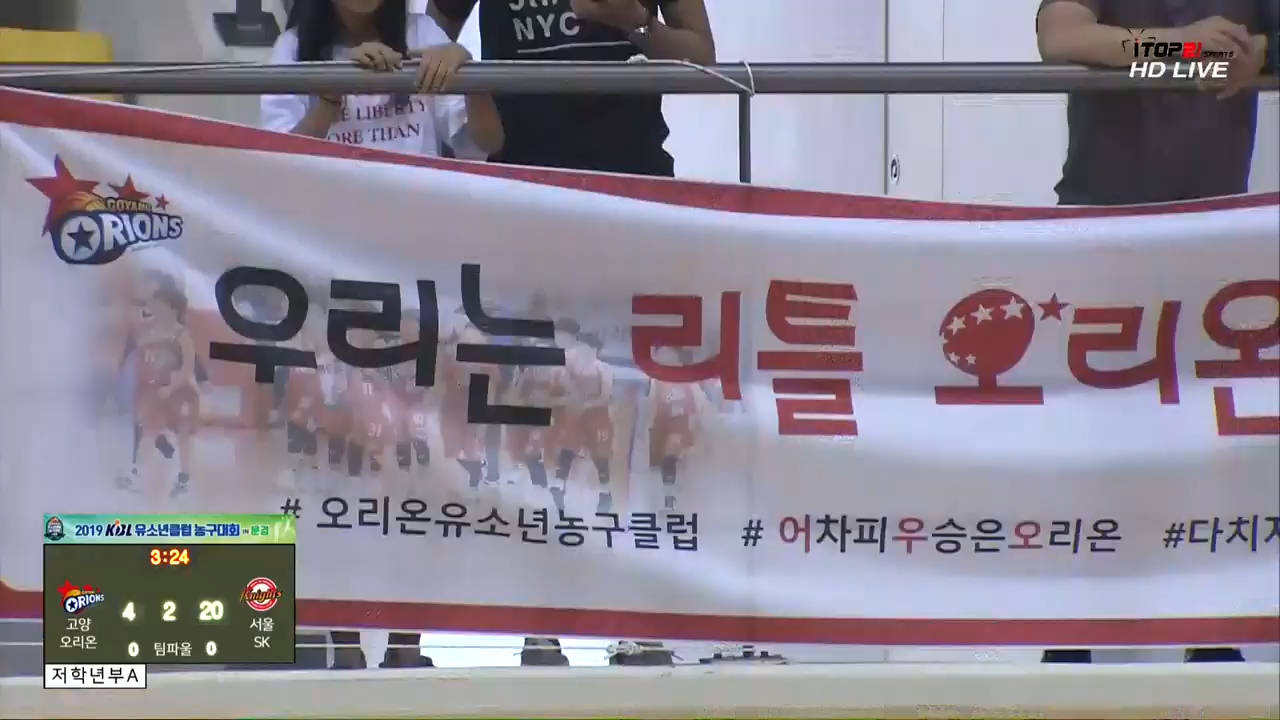 NYC
iTOP21 SPORTS
HD LIVE
E LIBERTY
ORE THAN
GOYANG
ORIONS
우리는 리틀 오리온
# 오리온유소년농구클럽 # 어차피우승은오리온 #다치지
2019 KBL 유소년클럽 농구대회 IN 문경
3:24
ORIONS 4 2 20 Knights
고양 서울
오리온 0 팀파울 0 SK
저학년부A